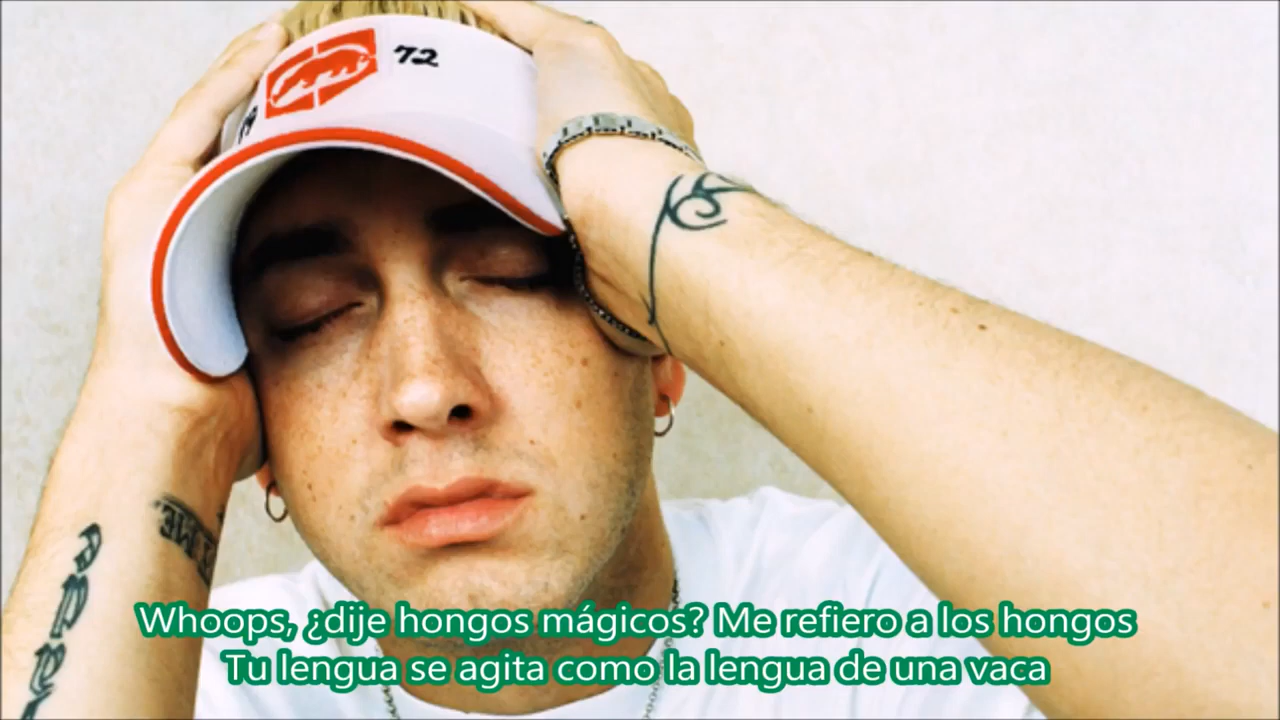 72
ME
Whoops, ¿dije hongos mágicos? Me refiero a los hongos
Tu lengua se agita como la lengua de una vaca